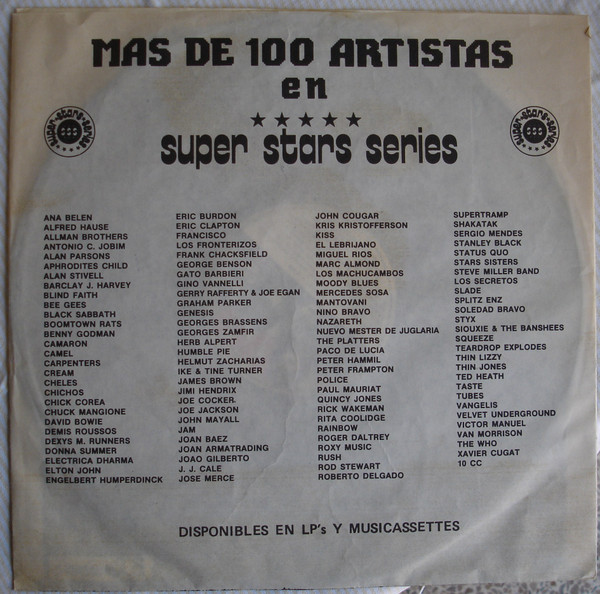 MAS DE 100 ARTISTAS
en
★★★★★
super stars series
super-stars-series
SSS
super-stars-series
SSS
ANA BELEN
ALFRED HAUSE
ALLMAN BROTHERS
ANTONIO C. JOBIM
ALAN PARSONS
APHRODITES CHILD
ALAN STIVELL
BARCLAY J. HARVEY
BLIND FAITH
BEE GEES
BLACK SABBATH
BOOMTOWN RATS
BENNY GODMAN
CAMARON
CAMEL
CARPENTERS
CREAM
CHELES
CHICHOS
CHICK COREA
CHUCK MANGIONE
DAVID BOWIE
DEMIS ROUSSOS
DEXYS M. RUNNERS
DONNA SUMMER
ELECTRICA DHARMA
ELTON JOHN
ENGELBERT HUMPERDINCK
ERIC BURDON
ERIC CLAPTON
FRANCISCO
LOS FRONTERIZOS
FRANK CHACKSFIELD
GEORGE BENSON
GATO BARBIERI
GINO VANNELLI
GERRY RAFFERTY & JOE EGAN
GRAHAM PARKER
GENESIS
GEORGES BRASSENS
GEORGES ZAMFIR
HERB ALPERT
HUMBLE PIE
HELMUT ZACHARIAS
IKE & TINE TURNER
JAMES BROWN
JIMI HENDRIX
JOE COCKER.
JOE JACKSON
JOHN MAYALL
JAM
JOAN BAEZ
JOAN ARMATRADING
JOAO GILBERTO
J. J. CALE
JOSE MERCE
JOHN COUGAR
KRIS KRISTOFFERSON
KISS
EL LEBRIJANO
MIGUEL RIOS
MARC ALMOND
LOS MACHUCAMBOS
MOODY BLUES
MERCEDES SOSA
MANTOVANI
NINO BRAVO
NAZARETH
NUEVO MESTER DE JUGLARIA
THE PLATTERS
PACO DE LUCIA
PETER HAMMIL
PETER FRAMPTON
POLICE
PAUL MAURIAT
QUINCY JONES
RICK WAKEMAN
RITA COOLIDGE
RAINBOW
ROGER DALTREY
ROXY MUSIC
RUSH
ROD STEWART
ROBERTO DELGADO
SUPERTRAMP
SHAKATAK
SERGIO MENDES
STANLEY BLACK
STATUS QUO
STARS SISTERS
STEVE MILLER BAND
LOS SECRETOS
SLADE
SPLITZ ENZ
SOLEDAD BRAVO
STYX
SIOUXIE & THE BANSHEES
SQUEEZE
TEARDROP EXPLODES
THIN LIZZY
THIN JONES
TED HEATH
TASTE
TUBES
VANGELIS
VELVET UNDERGROUND
VICTOR MANUEL
VAN MORRISON
THE WHO
XAVIER CUGAT
10 CC
DISPONIBLES EN LP's Y MUSICASSETTES